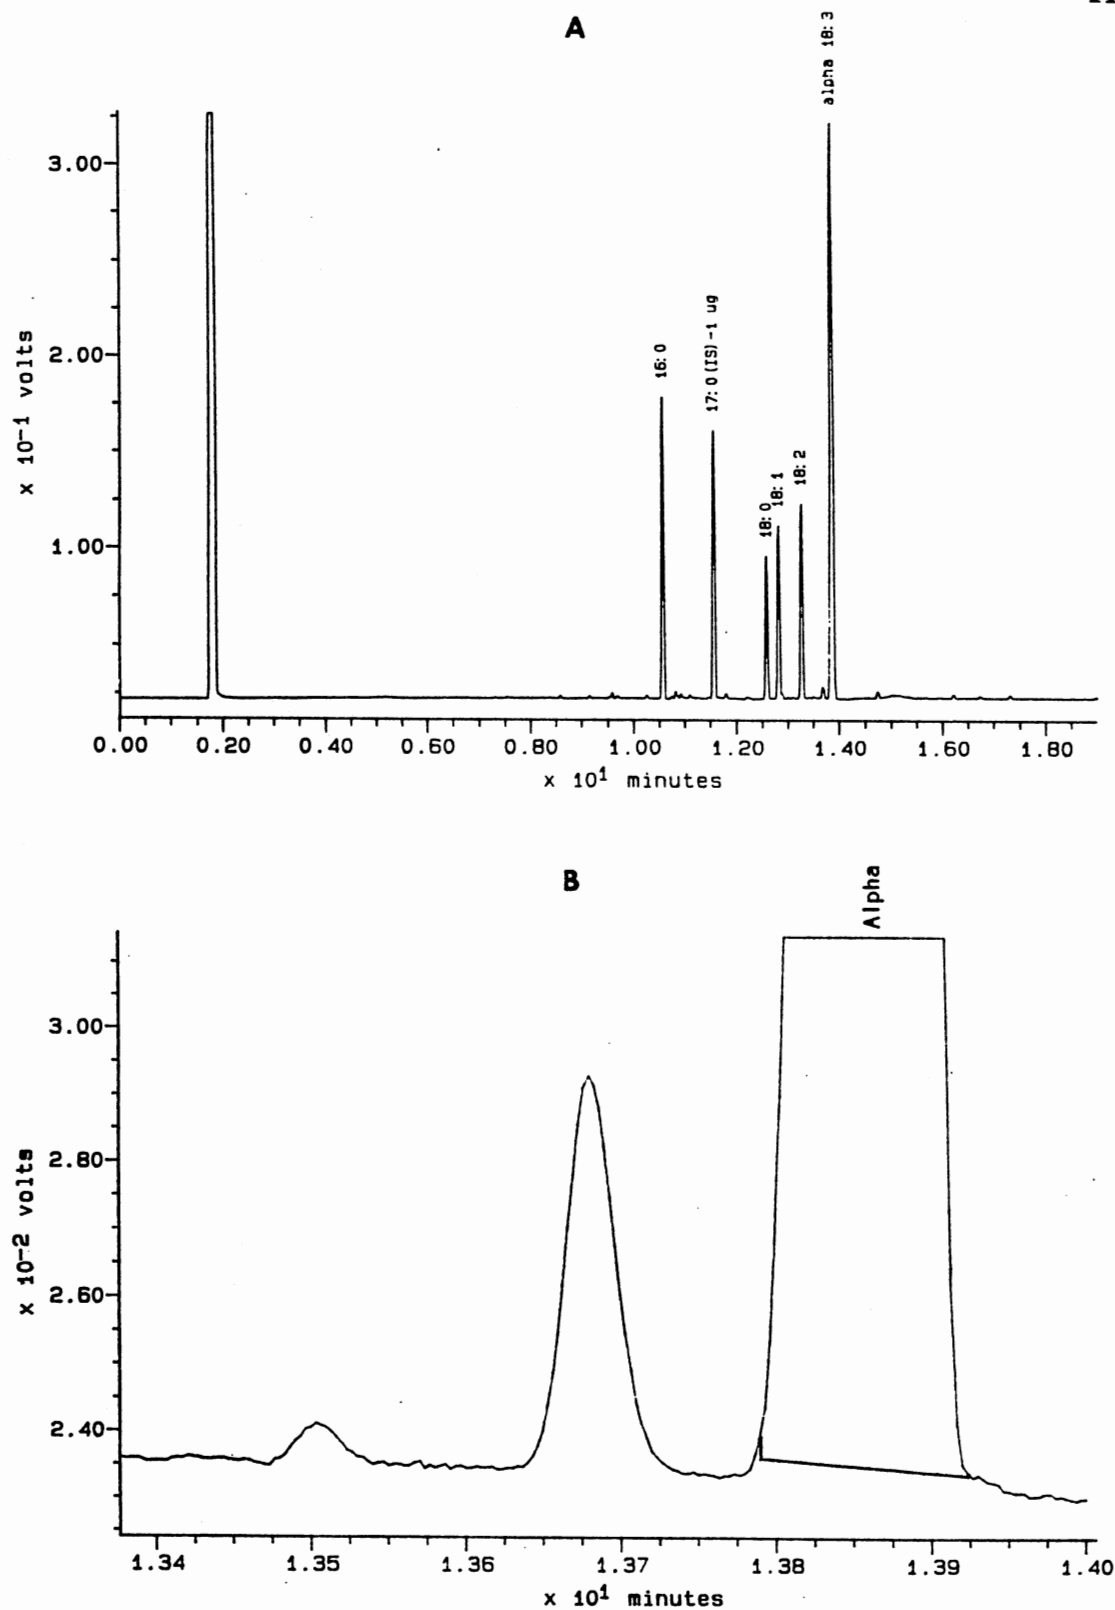 A
alpha 18:3
3.00
2.00
1.00
x 10-1 volts
16:0
17:0(IS)-1 ug
18:0
18:1
18:2
0.00 0.20 0.40 0.60 0.80 1.00 1.20 1.40 1.60 1.80
x 10¹ minutes
B
Alpha
3.00
2.80
2.60
2.40
x 10-2 volts
1.34 1.35 1.36 1.37 1.38 1.39 1.40
x 10¹ minutes